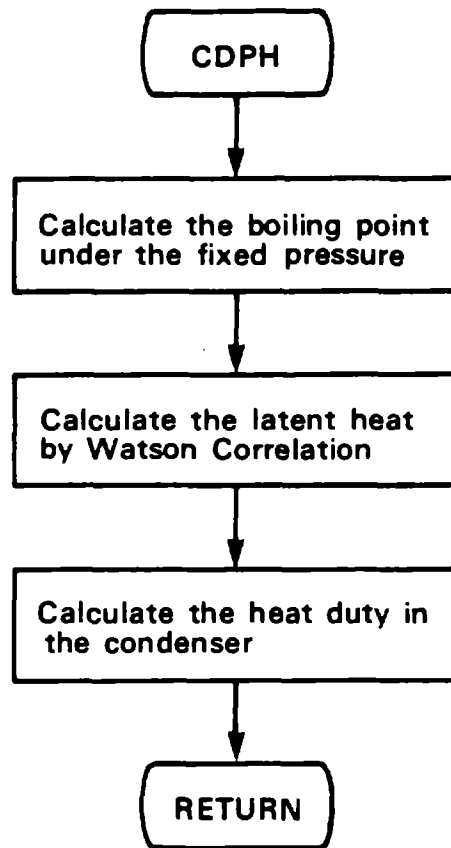 CDPH
Calculate the boiling point
under the fixed pressure
Calculate the latent heat
by Watson Correlation
Calculate the heat duty in
the condenser
RETURN